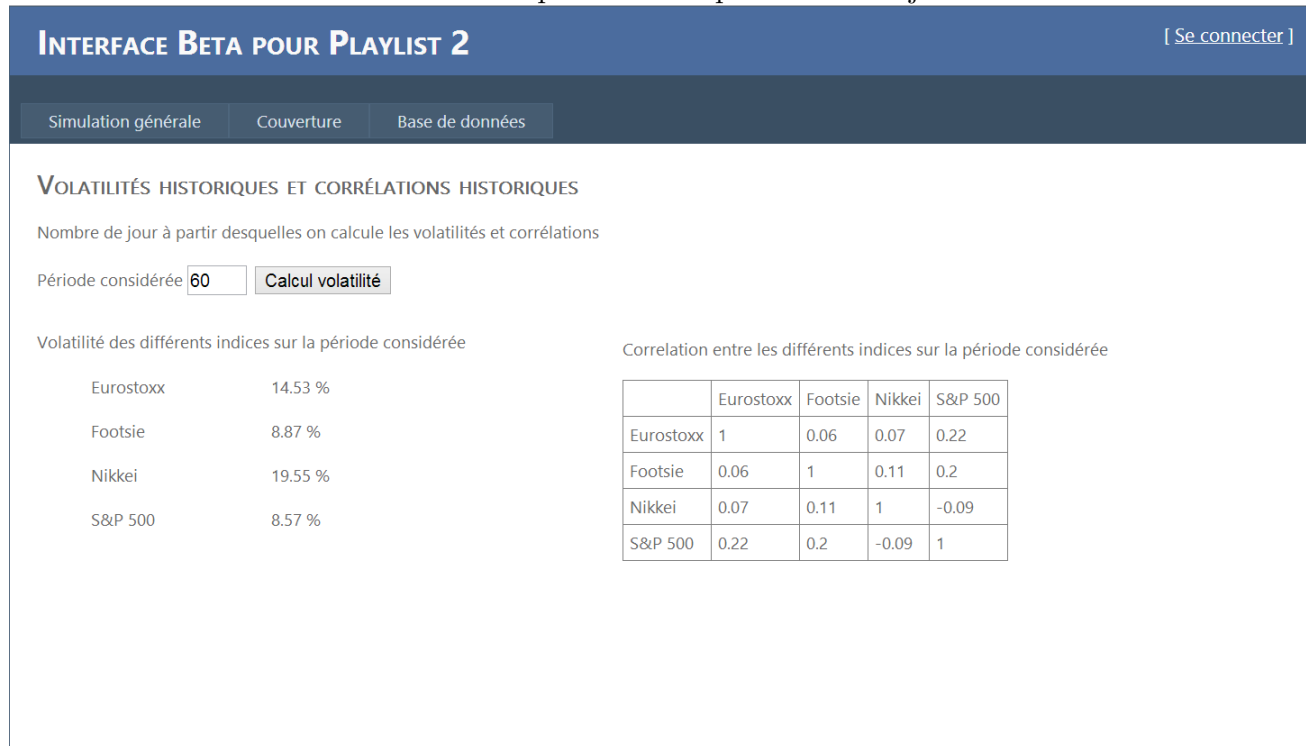 INTERFACE BETA POUR PLAYLIST 2
[ Se connecter ]
Simulation générale Couverture Base de données
VOLATILITÉS HISTORIQUES ET CORRÉLATIONS HISTORIQUES
Nombre de jour à partir desquelles on calcule les volatilités et corrélations
Période considérée 60 Calcul volatilité
Volatilité des différents indices sur la période considérée
Eurostoxx 14.53 %
Footsie 8.87 %
Nikkei 19.55 %
S&P 500 8.57 %
Correlation entre les différents indices sur la période considérée
Eurostoxx Footsie Nikkei S&P 500
Eurostoxx 1 0.06 0.07 0.22
Footsie 0.06 1 0.11 0.2
Nikkei 0.07 0.11 1 -0.09
S&P 500 0.22 0.2 -0.09 1